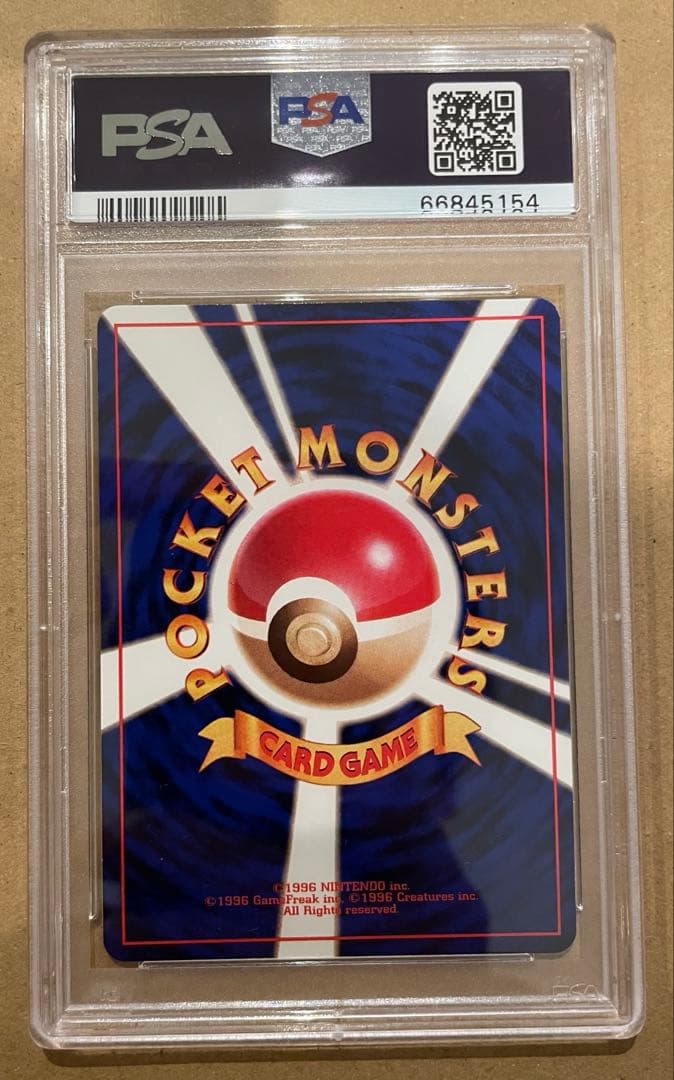 PSA
PSA
66845154
POCKET MONSTERS
CARD GAME
©1996 NINTENDO inc.
©1996 GameFreak inc. ©1996 Creatures inc.
All Rights reserved.
PSA